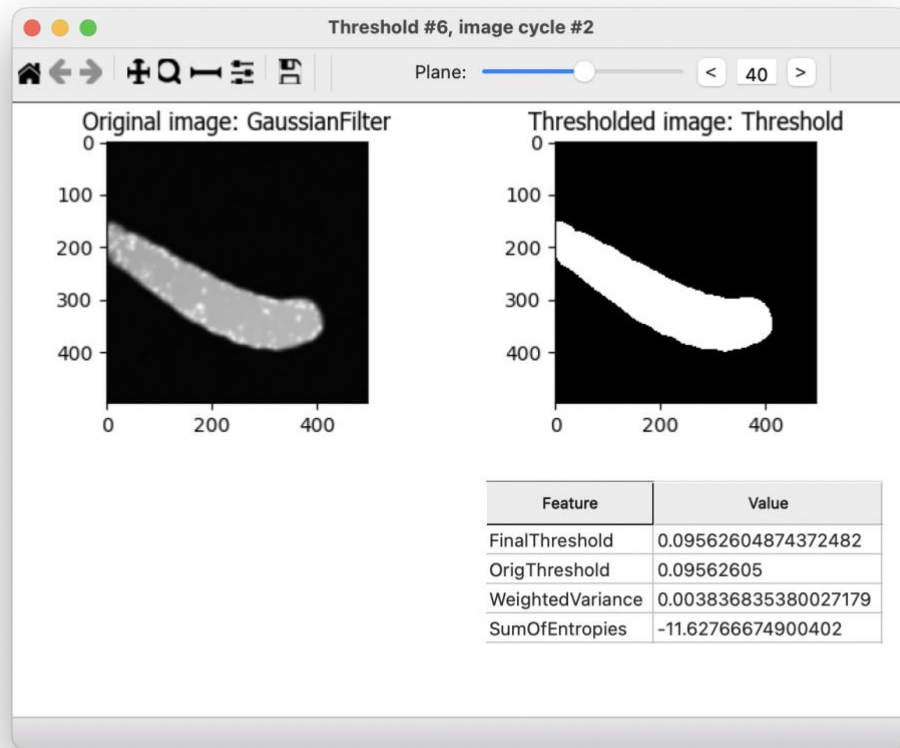 Threshold #6, image cycle #2
Plane: < 40 >
Original image: GaussianFilter
0
100
200
300
400
0 200 400
Thresholded image: Threshold
0
100
200
300
400
0 200 400
Feature Value
FinalThreshold 0.09562604874372482
OrigThreshold 0.09562605
WeightedVariance 0.003836835380027179
SumOfEntropies -11.62766674900402